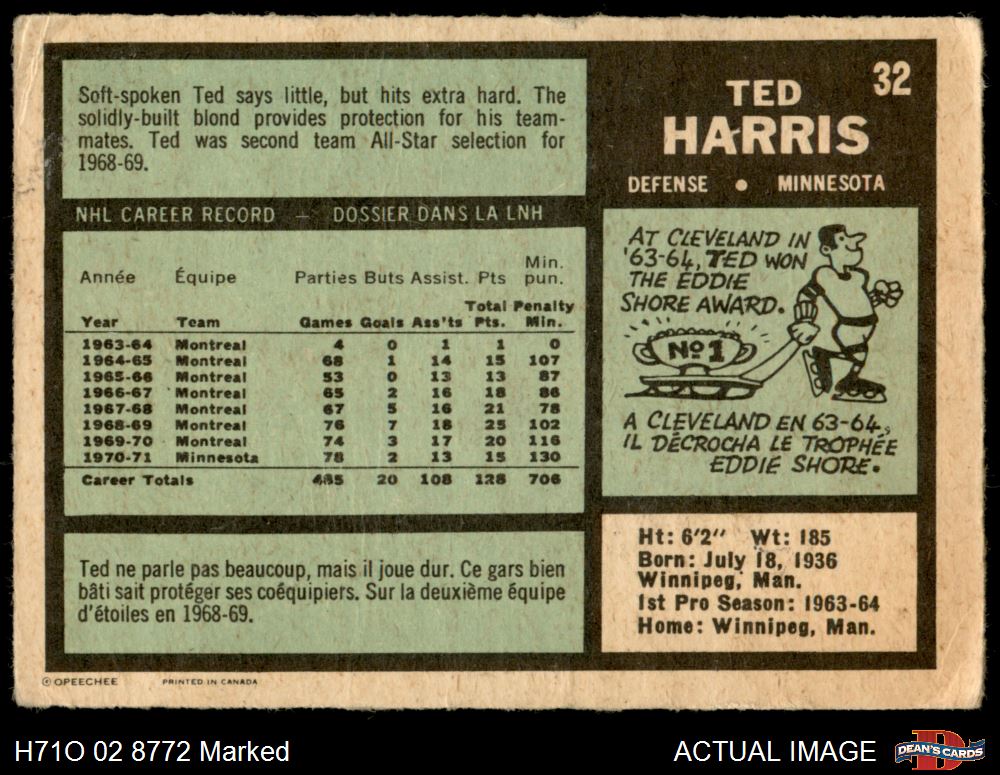 Soft-spoken Ted says little, but hits extra hard. The
solidly-built blond provides protection for his team-
mates. Ted was second team All-Star selection for
1968-69.
NHL CAREER RECORD — DOSSIER DANS LA LNH
Année Équipe Parties Buts Assist. Pts Min. pun.
Year Team Games Goals Ass'ts Total Pts. Penalty Min.
1963-64 Montreal 4 0 1 1 0
1964-65 Montreal 68 1 14 15 107
1965-66 Montreal 53 0 13 13 87
1966-67 Montreal 65 2 16 18 86
1967-68 Montreal 67 5 16 21 78
1968-69 Montreal 76 7 18 25 102
1969-70 Montreal 74 3 17 20 116
1970-71 Minnesota 78 2 13 15 130
Career Totals 485 20 108 128 706
Ted ne parle pas beaucoup, mais il joue dur. Ce gars bien
bâti sait protéger ses coéquipiers. Sur la deuxième équipe
d'étoiles en 1968-69.
32
TED
HARRIS
DEFENSE • MINNESOTA
AT CLEVELAND IN
'63-64, TED WON
THE EDDIE
SHORE AWARD.
No 1
A CLEVELAND EN 63-64,
IL DÉCROCHA LE TROPHÉE
EDDIE SHORE.
Ht: 6'2" Wt: 185
Born: July 18, 1936
Winnipeg, Man.
1st Pro Season: 1963-64
Home: Winnipeg, Man.
© OPEECHEE PRINTED IN CANADA
H71O 02 8772 Marked
ACTUAL IMAGE
D
DEAN'S CARDS